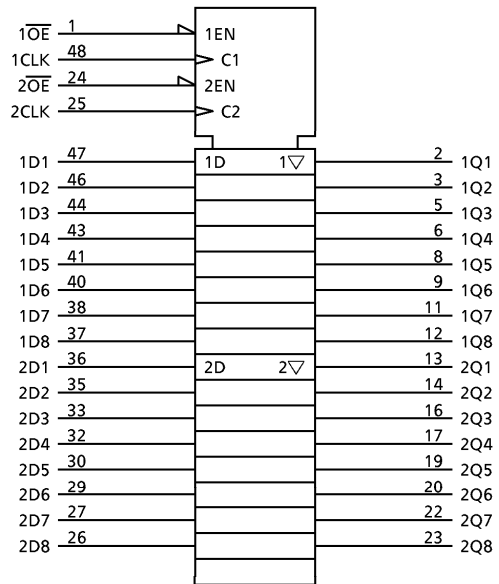 1OE 1 1EN
1CLK 48 C1
2OE 24 2EN
2CLK 25 C2
1D1 47 1D 1▽ 2 1Q1
1D2 46 3 1Q2
1D3 44 5 1Q3
1D4 43 6 1Q4
1D5 41 8 1Q5
1D6 40 9 1Q6
1D7 38 11 1Q7
1D8 37 12 1Q8
2D1 36 2D 2▽ 13 2Q1
2D2 35 14 2Q2
2D3 33 16 2Q3
2D4 32 17 2Q4
2D5 30 19 2Q5
2D6 29 20 2Q6
2D7 27 22 2Q7
2D8 26 23 2Q8